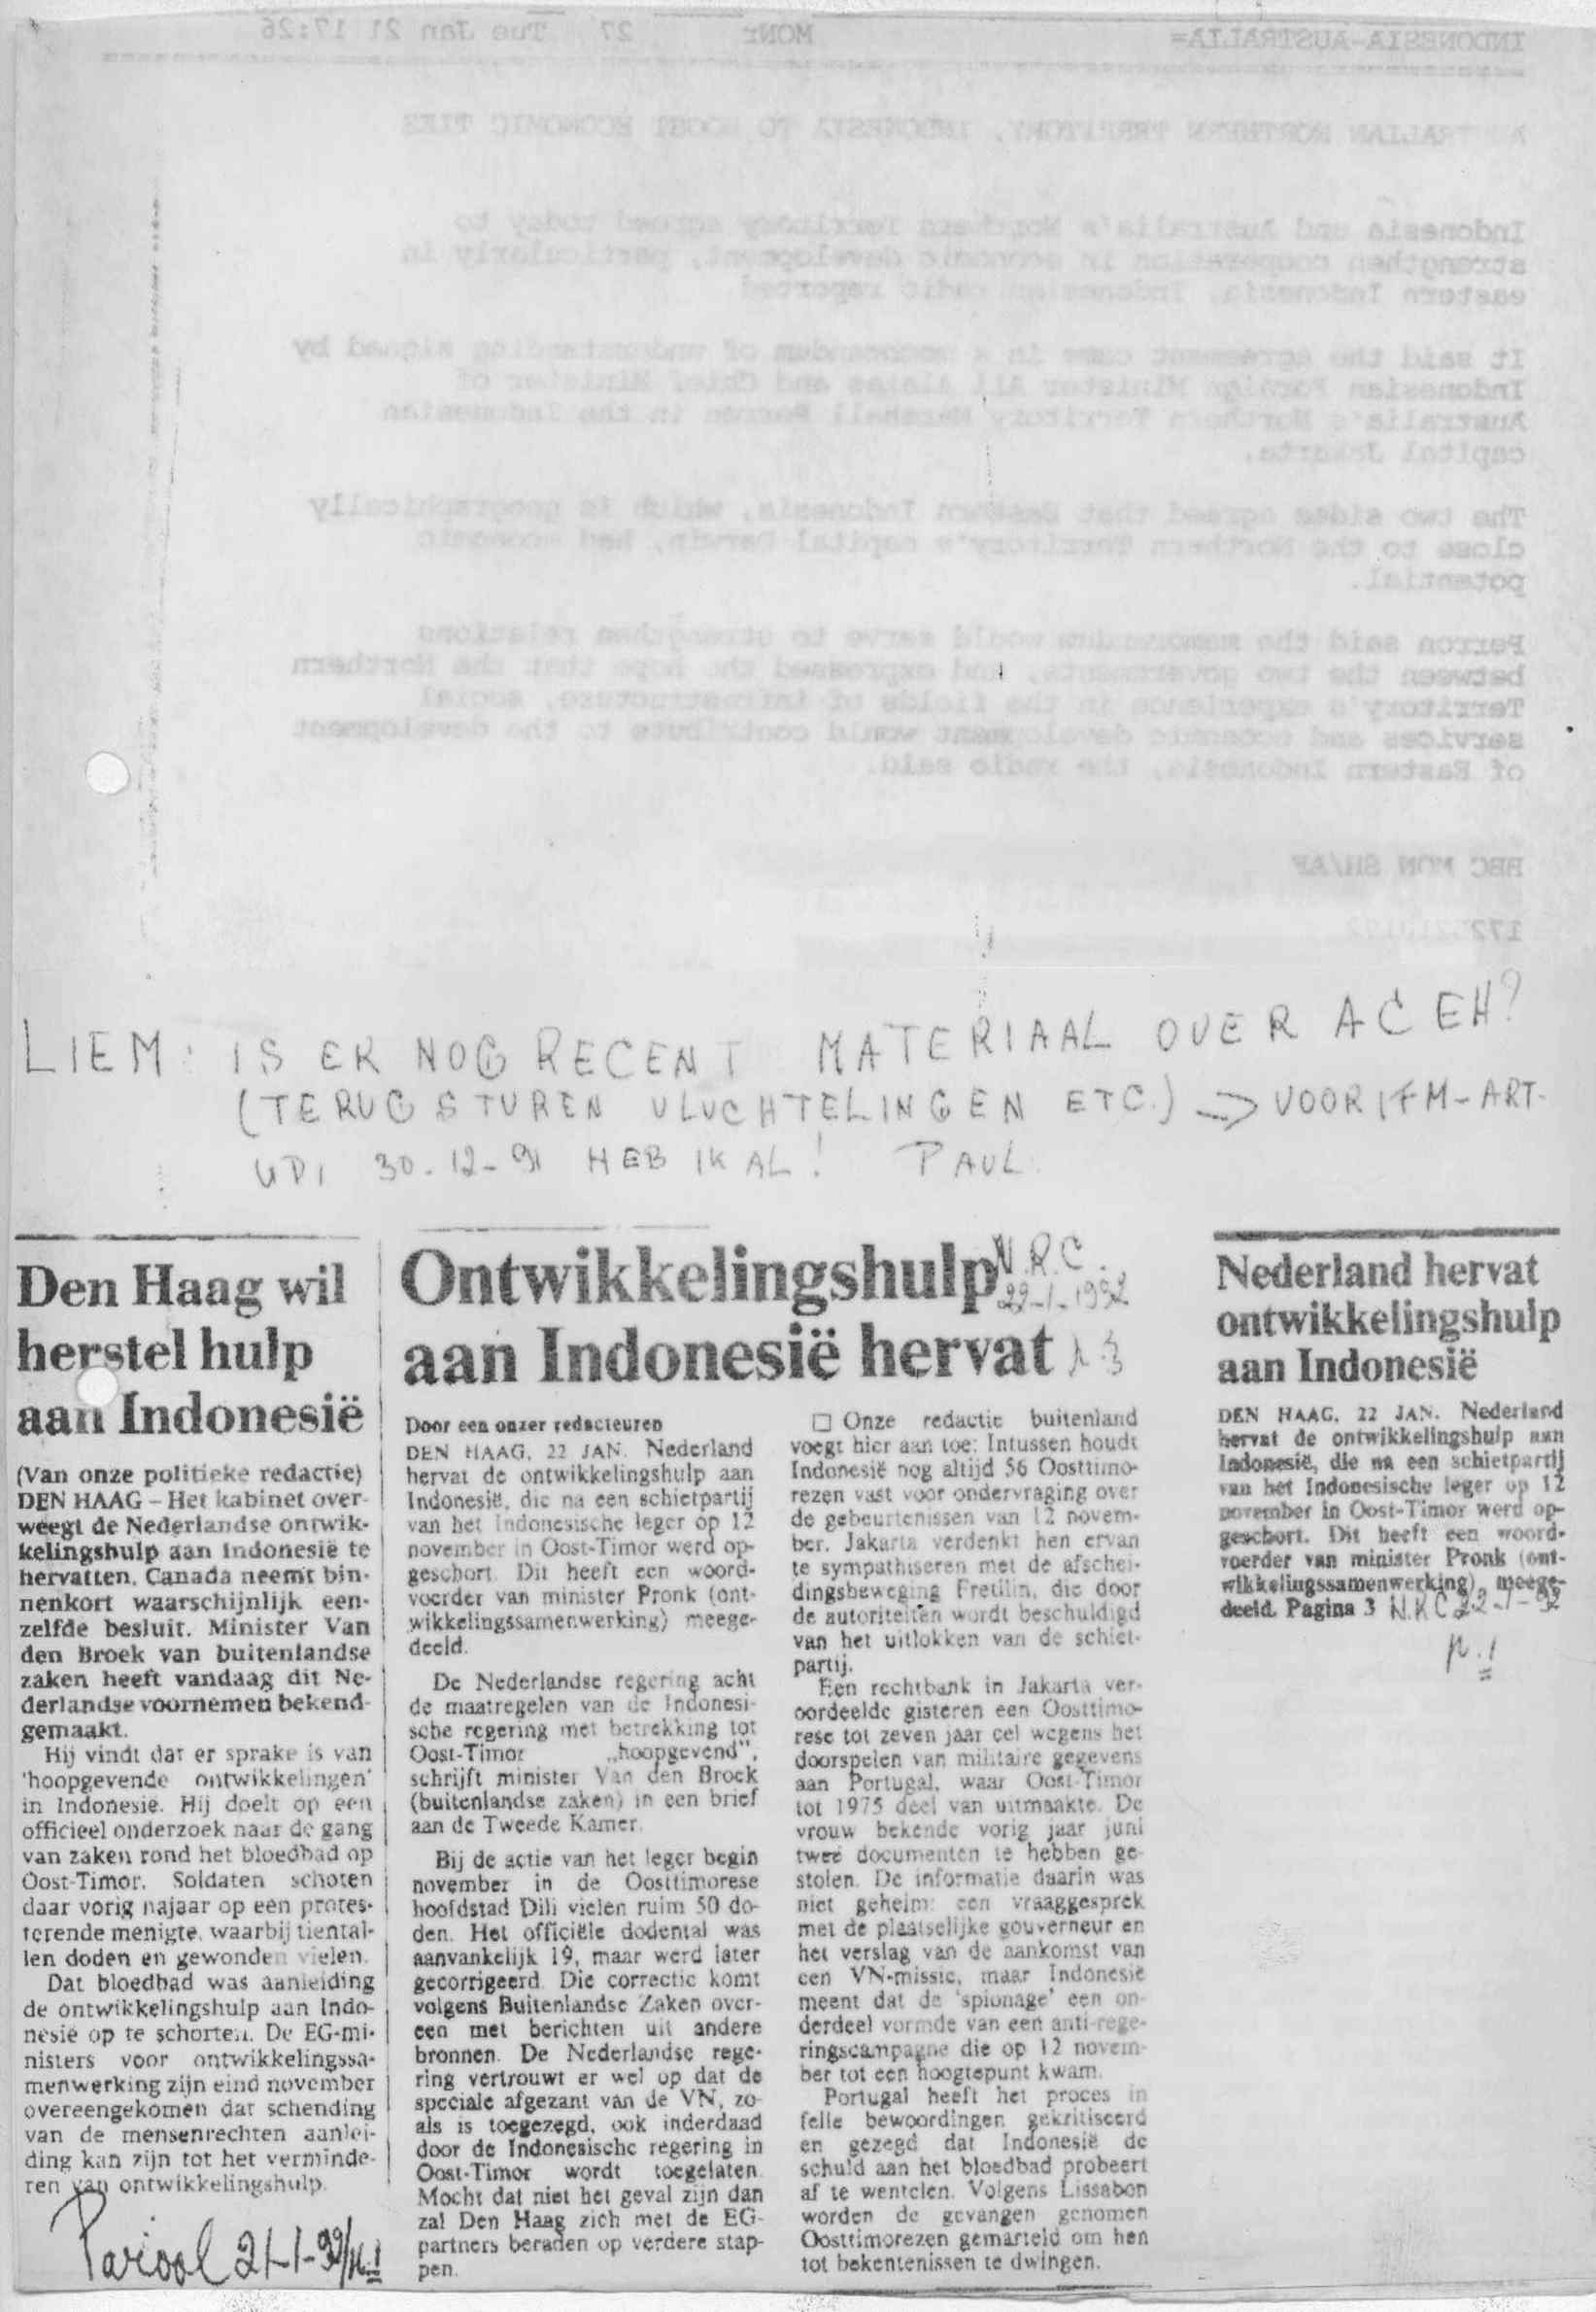 INDONESIA-AUSTRALIA= MON: 27 Tue Jan 21 17:26
NORTHERN TERRITORY, INDONESIA TO BOOST ECONOMIC TIES
Indonesia and Australia's Northern Territory agreed today to
strengthen cooperation in economic development, particularly in
eastern Indonesia, Indonesian radio reported
It said the agreement came in a memorandum of understanding signed by
Indonesian Foreign Minister Ali Alatas and Chief Minister of
Australia's Northern Territory Marshall Perron in the Indonesian
capital Jakarta.
The two sides agreed that Eastern Indonesia, which is geographically
close to the Northern Territory's capital Darwin, had economic
potential.
Perron said the memorandum would serve to strengthen relations
between the two governments, and expressed the hope that the Northern
Territory's experience in the fields of infrastructure, social
services and economic development would contribute to the development
of Eastern Indonesia, the radio said.
BBC MON
LIEM: IS ER NOG RECENT MATERIAAL OVER ACEH?
(TERUGSTUREN VLUCHTELINGEN ETC.) => VOOR IFM-ART.
UPI 30-12-91 HEB IK AL! PAUL
Den Haag wil
herstel hulp
aan Indonesië
(Van onze politieke redactie)
DEN HAAG – Het kabinet over-
weegt de Nederlandse ontwik-
kelingshulp aan Indonesië te
hervatten. Canada neemt bin-
nenkort waarschijnlijk een-
zelfde besluit. Minister Van
den Broek van buitenlandse
zaken heeft vandaag dit Ne-
derlandse voornemen bekend-
gemaakt.
Hij vindt dat er sprake is van
'hoopgevende ontwikkelingen'
in Indonesie. Hij doelt op een
officieel onderzoek naar de gang
van zaken rond het bloedbad op
Oost-Timor. Soldaten schoten
daar vorig najaar op een protes-
terende menigte, waarbij tiental-
len doden en gewonden vielen.
Dat bloedbad was aanleiding
de ontwikkelingshulp aan Indo-
nesië op te schorten. De EG-mi-
nisters voor ontwikkelingssa-
menwerking zijn eind november
overeengekomen dat schending
van de mensenrechten aanlei-
ding kan zijn tot het verminde-
ren van ontwikkelingshulp.
Parool 21-1-92/p.1
Ontwikkelingshulp
aan Indonesië hervat
N.R.C.
22-1-1992
p.3
Door een onzer redacteuren
DEN HAAG, 22 JAN. Nederland
hervat de ontwikkelingshulp aan
Indonesië, die na een schietpartij
van het Indonesische leger op 12
november in Oost-Timor werd op-
geschort. Dit heeft een woord-
voerder van minister Pronk (ont-
wikkelingssamenwerking) meege-
deeld.
De Nederlandse regering acht
de maatregelen van de Indonesi-
sche regering met betrekking tot
Oost-Timor „hoopgevend",
schrijft minister Van den Broek
(buitenlandse zaken) in een brief
aan de Tweede Kamer.
Bij de actie van het leger begin
november in de Oosttimorese
hoofdstad Dili vielen ruim 50 do-
den. Het officiële dodental was
aanvankelijk 19, maar werd later
gecorrigeerd. Die correctie komt
volgens Buitenlandse Zaken over-
een met berichten uit andere
bronnen. De Nederlandse rege-
ring vertrouwt er wel op dat de
speciale afgezant van de VN, zo-
als is toegezegd, ook inderdaad
door de Indonesische regering in
Oost-Timor wordt toegelaten.
Mocht dat niet het geval zijn dan
zal Den Haag zich met de EG-
partners beraden op verdere stap-
pen.
□ Onze redactie buitenland
voegt hier aan toe: Intussen houdt
Indonesië nog altijd 56 Oosttimo-
rezen vast voor ondervraging over
de gebeurtenissen van 12 novem-
ber. Jakarta verdenkt hen ervan
te sympathiseren met de afschei-
dingsbeweging Fretilin, die door
de autoriteiten wordt beschuldigd
van het uitlokken van de schiet-
partij.
Een rechtbank in Jakarta ver-
oordeelde gisteren een Oosttimo-
rese tot zeven jaar cel wegens het
doorspelen van militaire gegevens
aan Portugal, waar Oost-Timor
tot 1975 deel van uitmaakte. De
vrouw bekende vorig jaar juni
twee documenten te hebben ge-
stolen. De informatie daarin was
niet geheim: een vraaggesprek
met de plaatselijke gouverneur en
het verslag van de aankomst van
een VN-missie, maar Indonesië
meent dat de 'spionage' een on-
derdeel vormde van een anti-rege-
ringscampagne die op 12 novem-
ber tot een hoogtepunt kwam.
Portugal heeft het proces in
felle bewoordingen gekritiseerd
en gezegd dat Indonesië de
schuld aan het bloedbad probeert
af te wentelen. Volgens Lissabon
worden de gevangen genomen
Oosttimorezen gemarteld om hen
tot bekentenissen te dwingen.
Nederland hervat
ontwikkelingshulp
aan Indonesië
DEN HAAG, 22 JAN. Nederland
hervat de ontwikkelingshulp aan
Indonesië, die na een schietpartij
van het Indonesische leger op 12
november in Oost-Timor werd op-
geschort. Dit heeft een woord-
voerder van minister Pronk (ont-
wikkelingssamenwerking), meege-
deeld. Pagina 3 N.R.C 22-1-92
p.1